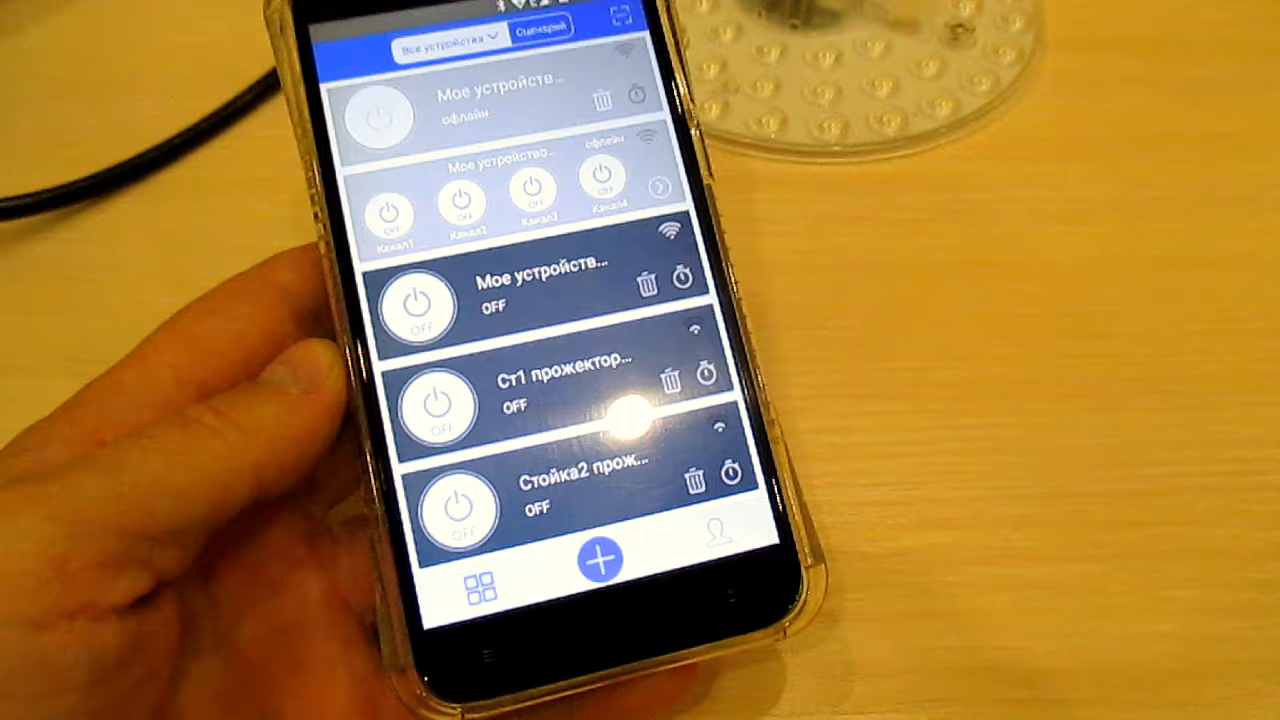 Все устройства Сценарий
Мое устройств...
офлайн
Мое устройство... офлайн
OFF OFF OFF OFF
Канал1 Канал2 Канал3 Канал4
Мое устройств...
OFF
OFF
Ст1 прожектор...
OFF
OFF
Стойка2 прож...
OFF
OFF